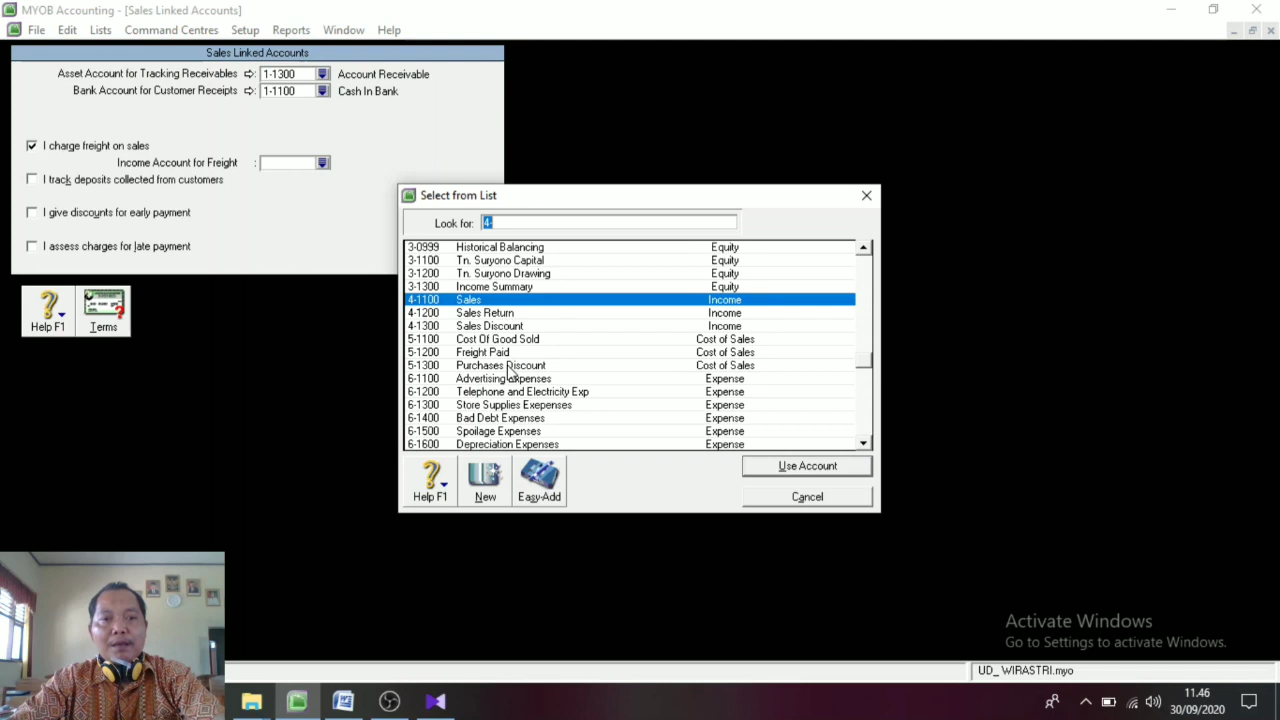 MYOB Accounting - [Sales Linked Accounts]
File Edit Lists Command Centres Setup Reports Window Help
Sales Linked Accounts
Asset Account for Tracking Receivables 1-1300 Account Receivable
Bank Account for Customer Receipts 1-1100 Cash In Bank
I charge freight on sales
Income Account for Freight :
I track deposits collected from customers
I give discounts for early payment
I assess charges for late payment
Help F1 Terms
Select from List
Look for: 4-
3-0999 Historical Balancing Equity
3-1100 Tn. Suryono Capital Equity
3-1200 Tn. Suryono Drawing Equity
3-1300 Income Summary Equity
4-1100 Sales Income
4-1200 Sales Return Income
4-1300 Sales Discount Income
5-1100 Cost Of Good Sold Cost of Sales
5-1200 Freight Paid Cost of Sales
5-1300 Purchases Discount Cost of Sales
6-1100 Advertising Expenses Expense
6-1200 Telephone and Electricity Exp Expense
6-1300 Store Supplies Exepenses Expense
6-1400 Bad Debt Expenses Expense
6-1500 Spoilage Expenses Expense
6-1600 Depreciation Expenses Expense
Use Account
Help F1 New Easy-Add Cancel
Activate Windows
Go to Settings to activate Windows.
UD_ WIRASTRI.myo
11.46
30/09/2020